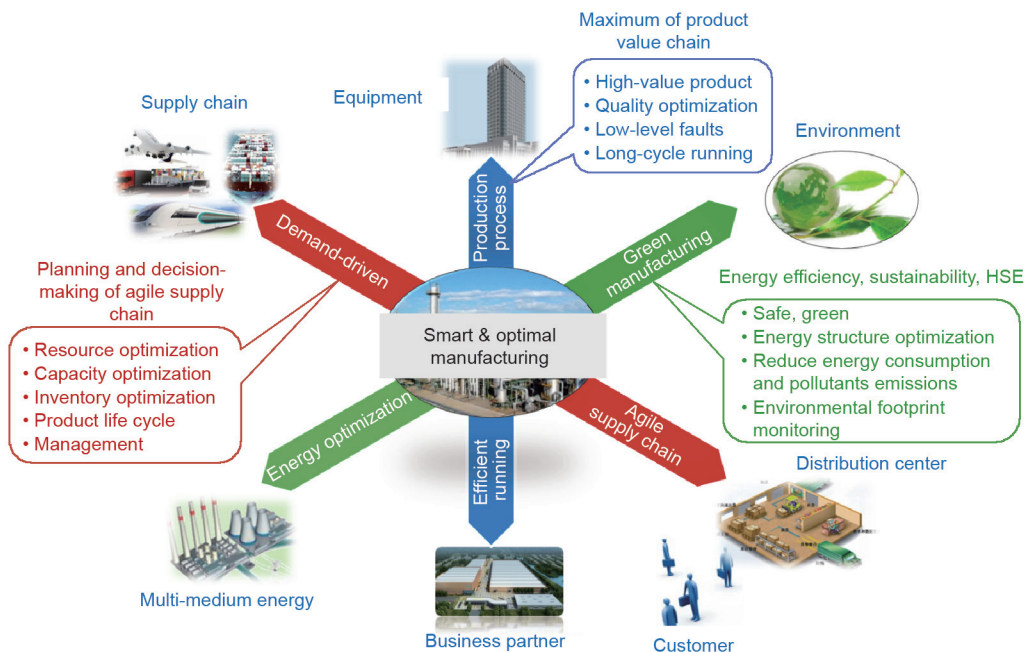 Maximum of product
value chain
• High-value product
• Quality optimization
• Low-level faults
• Long-cycle running
Equipment
Supply chain
Environment
Production
process
Demand-driven
Green
manufacturing
Planning and decision-
making of agile supply
chain
• Resource optimization
• Capacity optimization
• Inventory optimization
• Product life cycle
• Management
Energy efficiency, sustainability, HSE
• Safe, green
• Energy structure optimization
• Reduce energy consumption
and pollutants emissions
• Environmental footprint
monitoring
Smart & optimal
manufacturing
Energy optimization
Efficient
running
Agile
supply chain
Distribution center
Multi-medium energy
Business partner
Customer